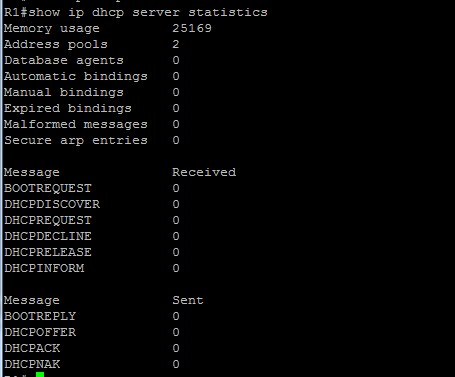 R1#show ip dhcp server statistics
Memory usage 25169
Address pools 2
Database agents 0
Automatic bindings 0
Manual bindings 0
Expired bindings 0
Malformed messages 0
Secure arp entries 0
Message Received
BOOTREQUEST 0
DHCPDISCOVER 0
DHCPREQUEST 0
DHCPDECLINE 0
DHCPRELEASE 0
DHCPINFORM 0
Message Sent
BOOTREPLY 0
DHCPOFFER 0
DHCPACK 0
DHCPNAK 0
R1#